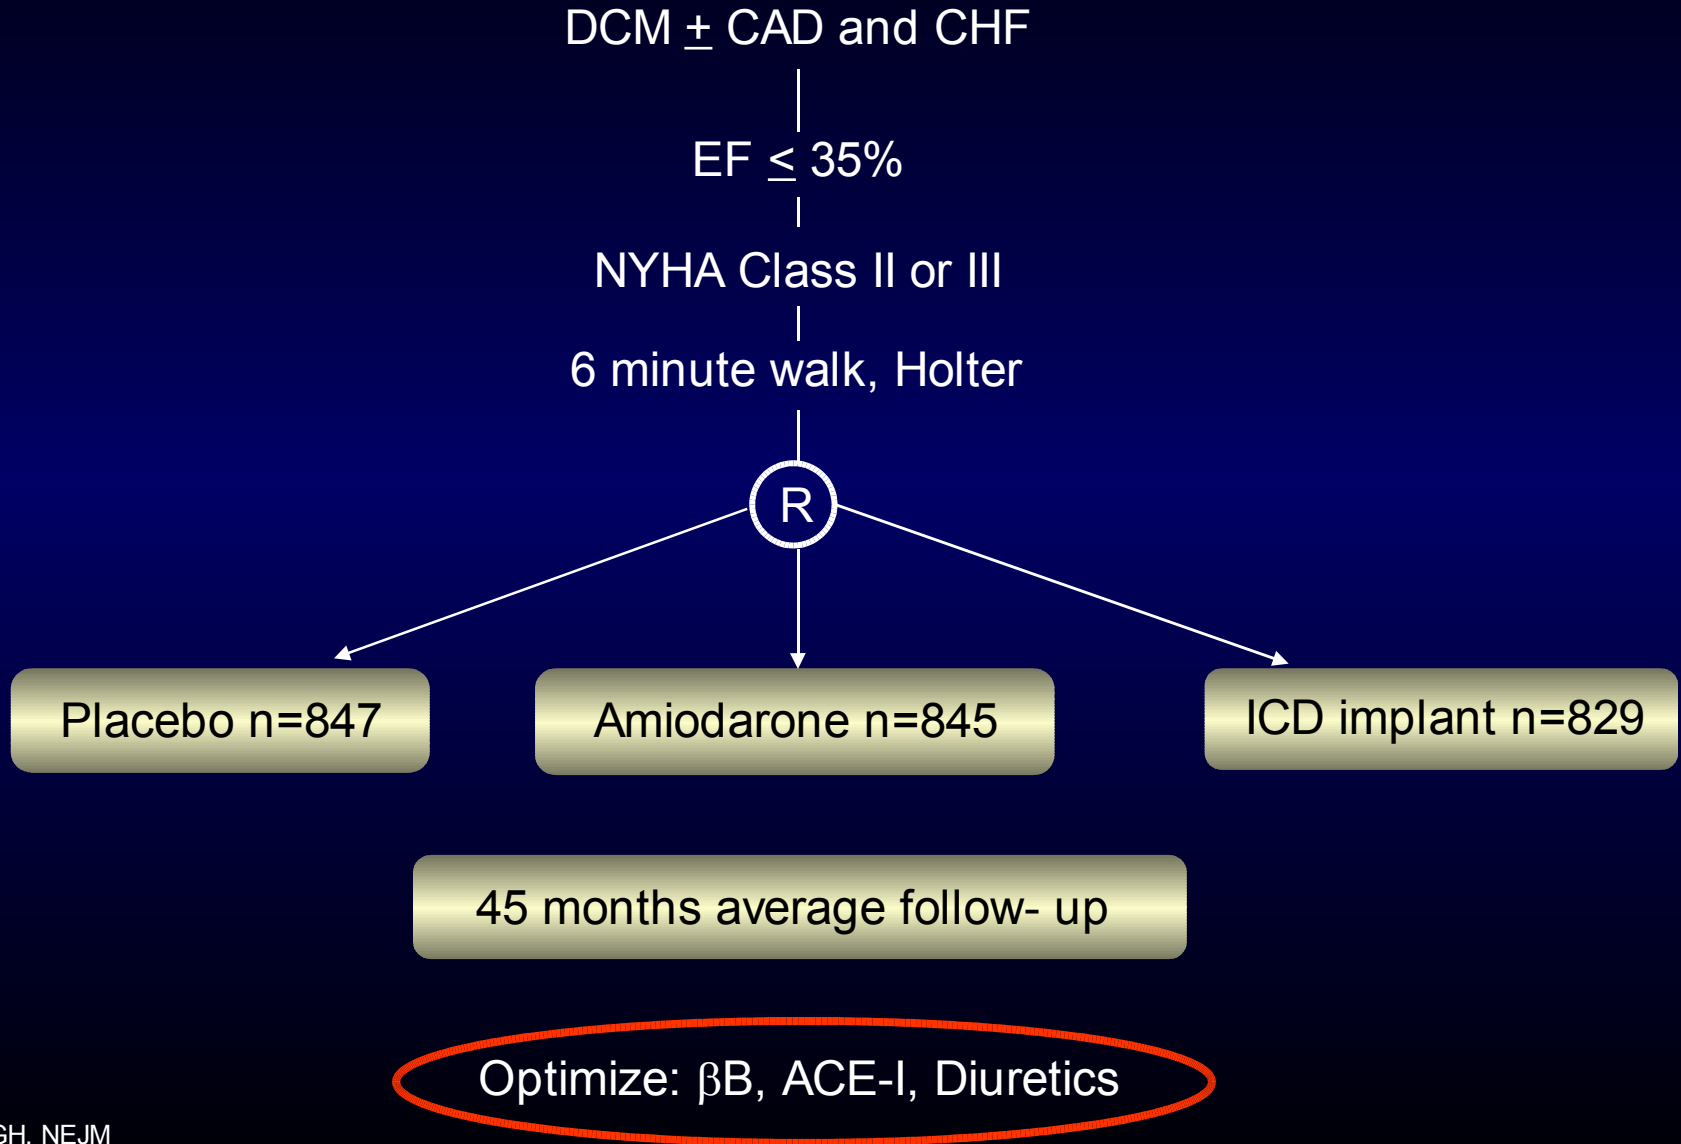 DCM ± CAD and CHF
EF ≤ 35%
NYHA Class II or III
6 minute walk, Holter
R
Placebo n=847
Amiodarone n=845
ICD implant n=829
45 months average follow- up
Optimize: βB, ACE-I, Diuretics
GH. NEJM